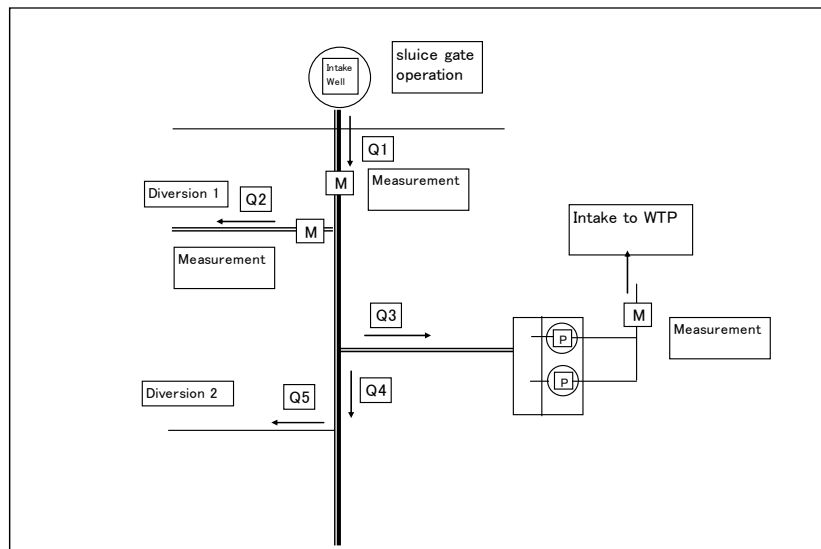 Intake
Well
sluice gate
operation
Q1
M
Measurement
Diversion 1
Q2
M
Measurement
Intake to WTP
Q3
M
Measurement
P
P
Diversion 2
Q5
Q4